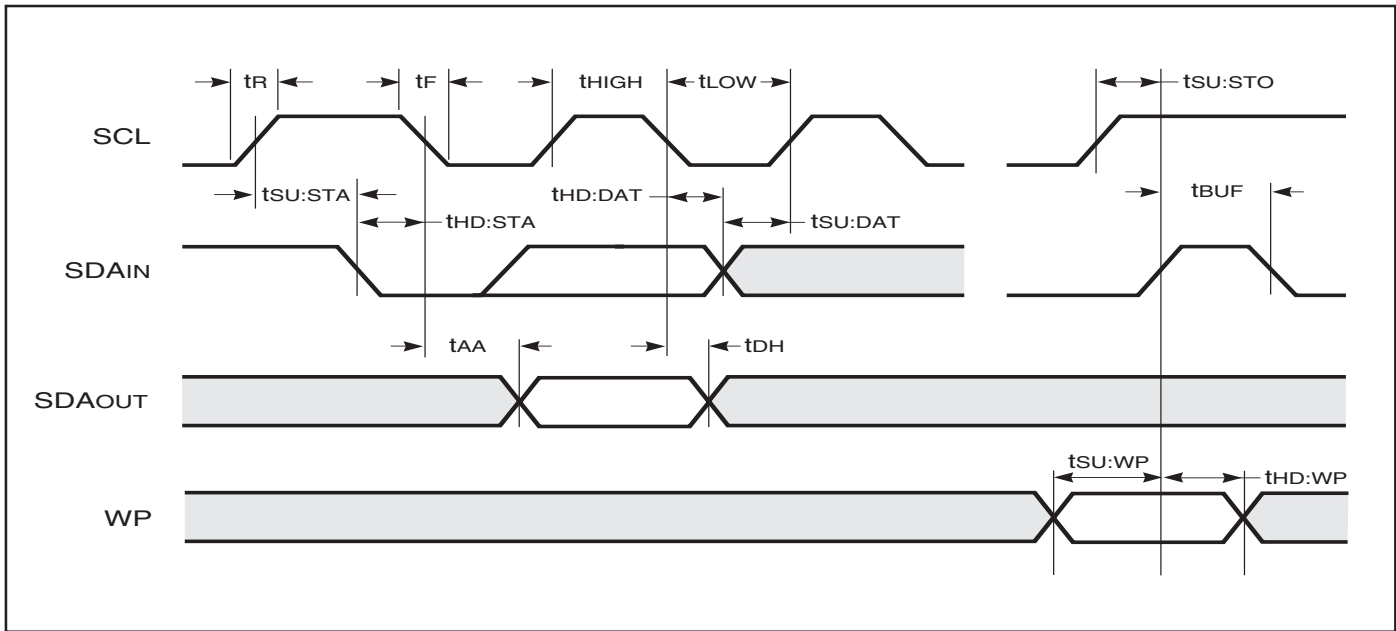 tR tF tHIGH tLOW tSU:STO
SCL
tSU:STA tHD:DAT tBUF
tHD:STA tSU:DAT
SDAIN
tAA tDH
SDAOUT
tSU:WP
tHD:WP
WP